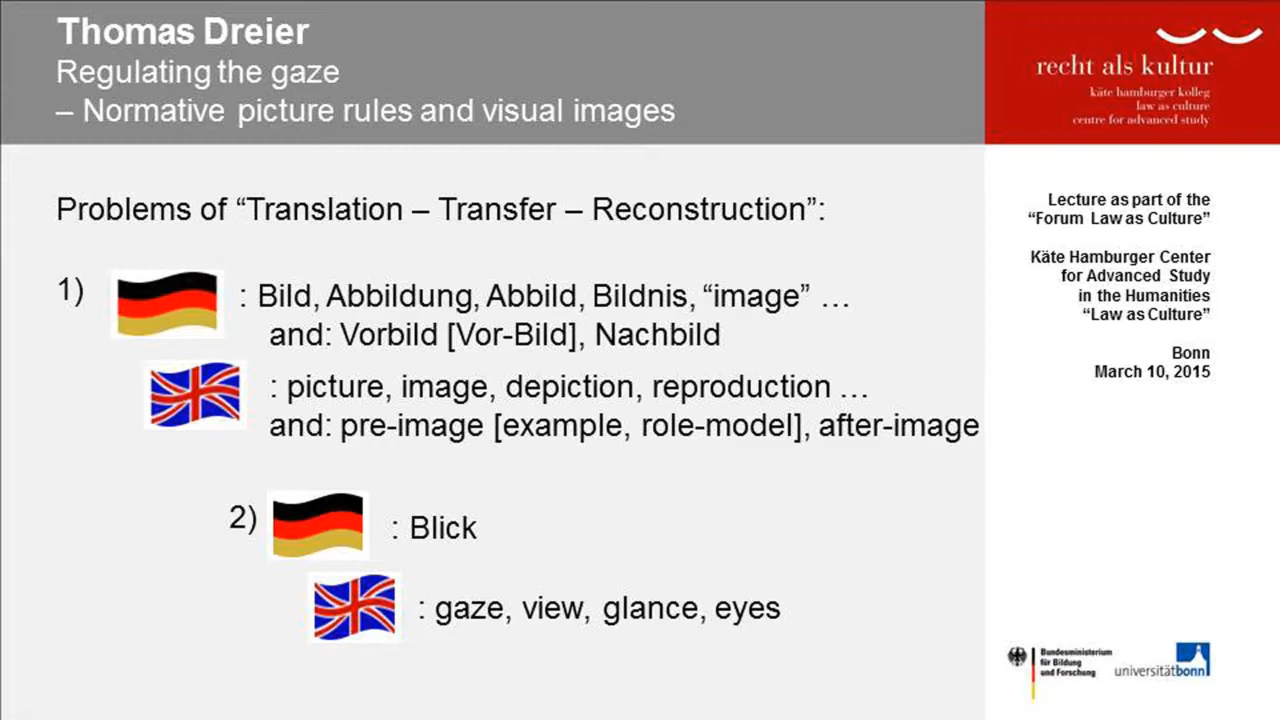 Thomas Dreier
Regulating the gaze
– Normative picture rules and visual images
recht als kultur
käte hamburger kolleg
law as culture
centre for advanced study
Problems of “Translation – Transfer – Reconstruction”:
1)
: Bild, Abbildung, Abbild, Bildnis, “image” …
and: Vorbild [Vor-Bild], Nachbild
: picture, image, depiction, reproduction …
and: pre-image [example, role-model], after-image
2)
: Blick
: gaze, view, glance, eyes
Lecture as part of the
“Forum Law as Culture”
Käte Hamburger Center
for Advanced Study
in the Humanities
“Law as Culture”
Bonn
March 10, 2015
Bundesministerium
für Bildung
und Forschung
universitätbonn